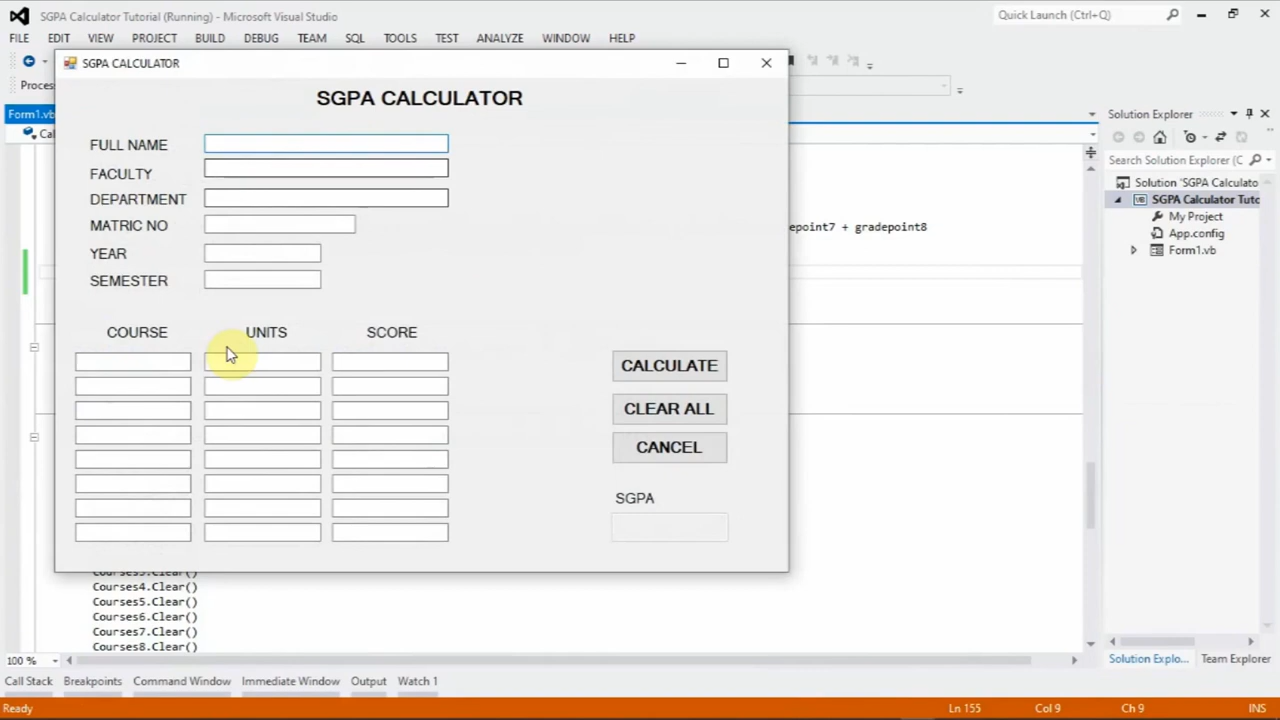 SGPA Calculator Tutorial (Running) - Microsoft Visual Studio
Quick Launch (Ctrl+Q)
FILE EDIT VIEW PROJECT BUILD DEBUG TEAM SQL TOOLS TEST ANALYZE WINDOW HELP
SGPA CALCULATOR
Proces
SGPA CALCULATOR
Form1.vb
Cal
Solution Explorer
Search Solution Explorer (C
FULL NAME
FACULTY
DEPARTMENT
MATRIC NO
YEAR
SEMESTER
Solution 'SGPA Calculato
SGPA Calculator Tutc
My Project
App.config
Form1.vb
epoint7 + gradepoint8
COURSE UNITS SCORE
CALCULATE
CLEAR ALL
CANCEL
SGPA
Courses3.Clear()
Courses4.Clear()
Courses5.Clear()
Courses6.Clear()
Courses7.Clear()
Courses8.Clear()
100 %
Solution Explo... Team Explorer
Call Stack Breakpoints Command Window Immediate Window Output Watch 1
Ready Ln 155 Col 9 Ch 9 INS